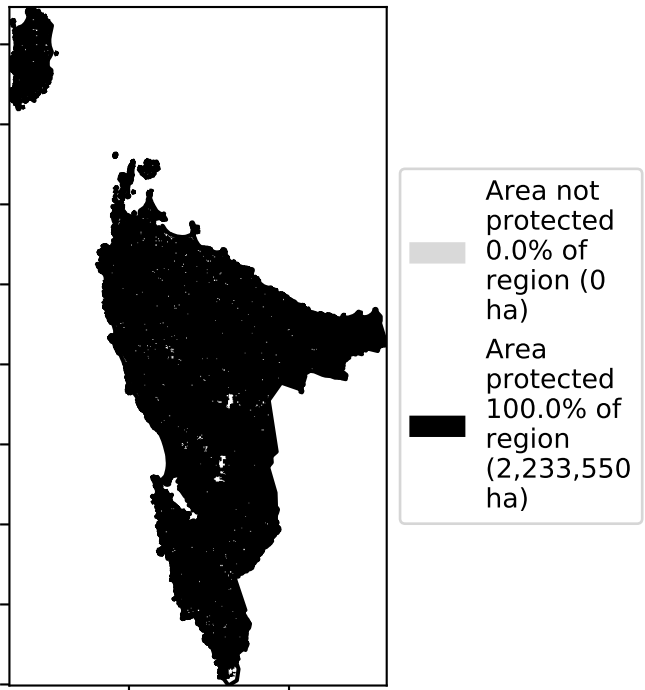 Area not
protected
0.0% of
region (0
ha)
Area
protected
100.0% of
region
(2,233,550
ha)